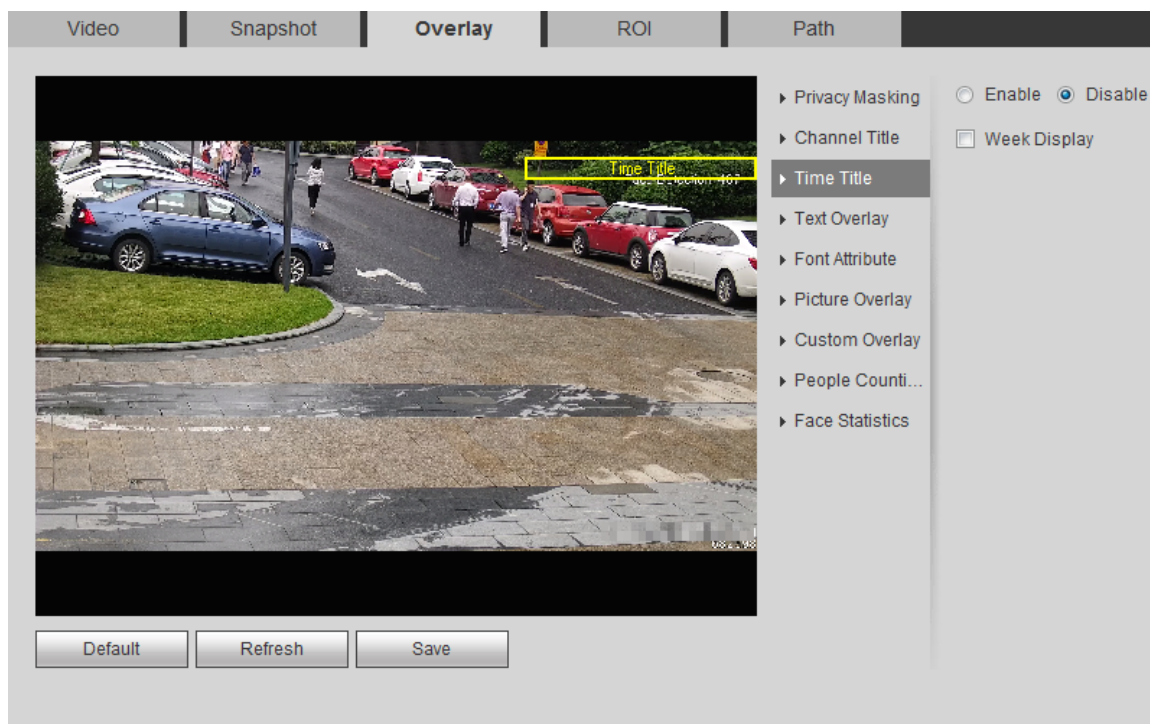 Video Snapshot Overlay ROI Path
Time Title
Privacy Masking
Channel Title
Time Title
Text Overlay
Font Attribute
Picture Overlay
Custom Overlay
People Counti...
Face Statistics
Enable Disable
Week Display
Default Refresh Save